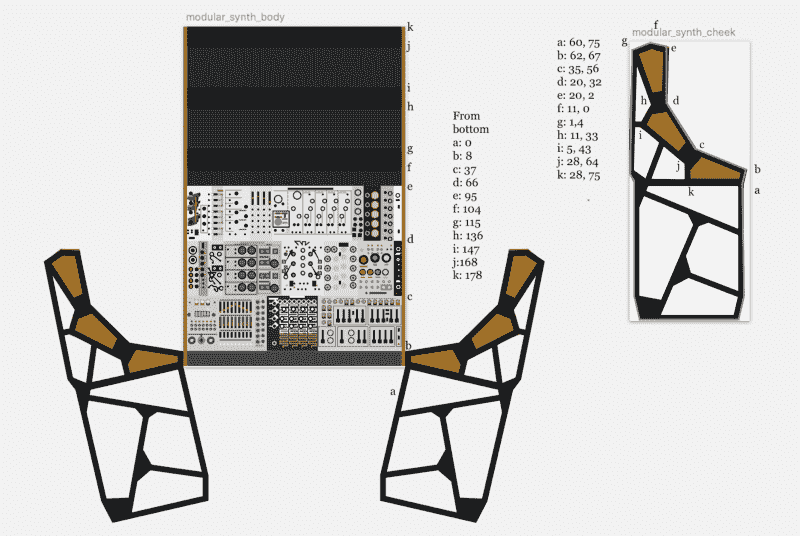 modular_synth_body
k
j
i
h
g
f
e
d
c
b
a
From
bottom
a: 0
b: 8
c: 37
d: 66
e: 95
f: 104
g: 115
h: 136
i: 147
j:168
k: 178
a: 60, 75
b: 62, 67
c: 35, 56
d: 20, 32
e: 20, 2
f: 11, 0
g: 1,4
h: 11, 33
i: 5, 43
j: 28, 64
k: 28, 75
f
modular_synth_cheek
g
e
h
d
i
c
j
b
k
a